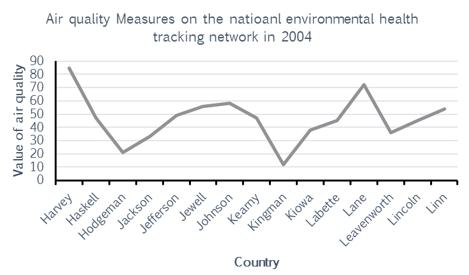 Air quality Measures on the natioanl environmental health
tracking network in 2004
Value of air quality
90
80
70
60
50
40
30
20
10
0
Harvey
Haskell
Hodgeman
Jackson
Jefferson
Jewell
Johnson
Kearny
Kingman
Kiowa
Labette
Lane
Leavenworth
Lincoln
Linn
Country